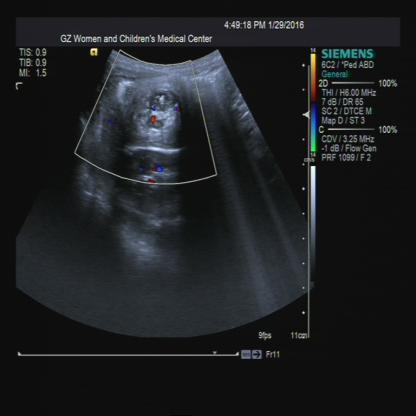 4:49:18 PM 1/29/2016
GZ Women and Children's Medical Center
TIS: 0.9
TIB: 0.9
MI: 1.5
SIEMENS
6C2 / *Ped ABD
General
2D 100%
THI / H6.00 MHz
7 dB / DR 65
SC 2 / DTCE M
Map D / ST 3
C 100%
CDV / 3.25 MHz
-1 dB / Flow Gen
PRF 1099 / F 2
14
14
cm/s
9fps 11cm
Fr11